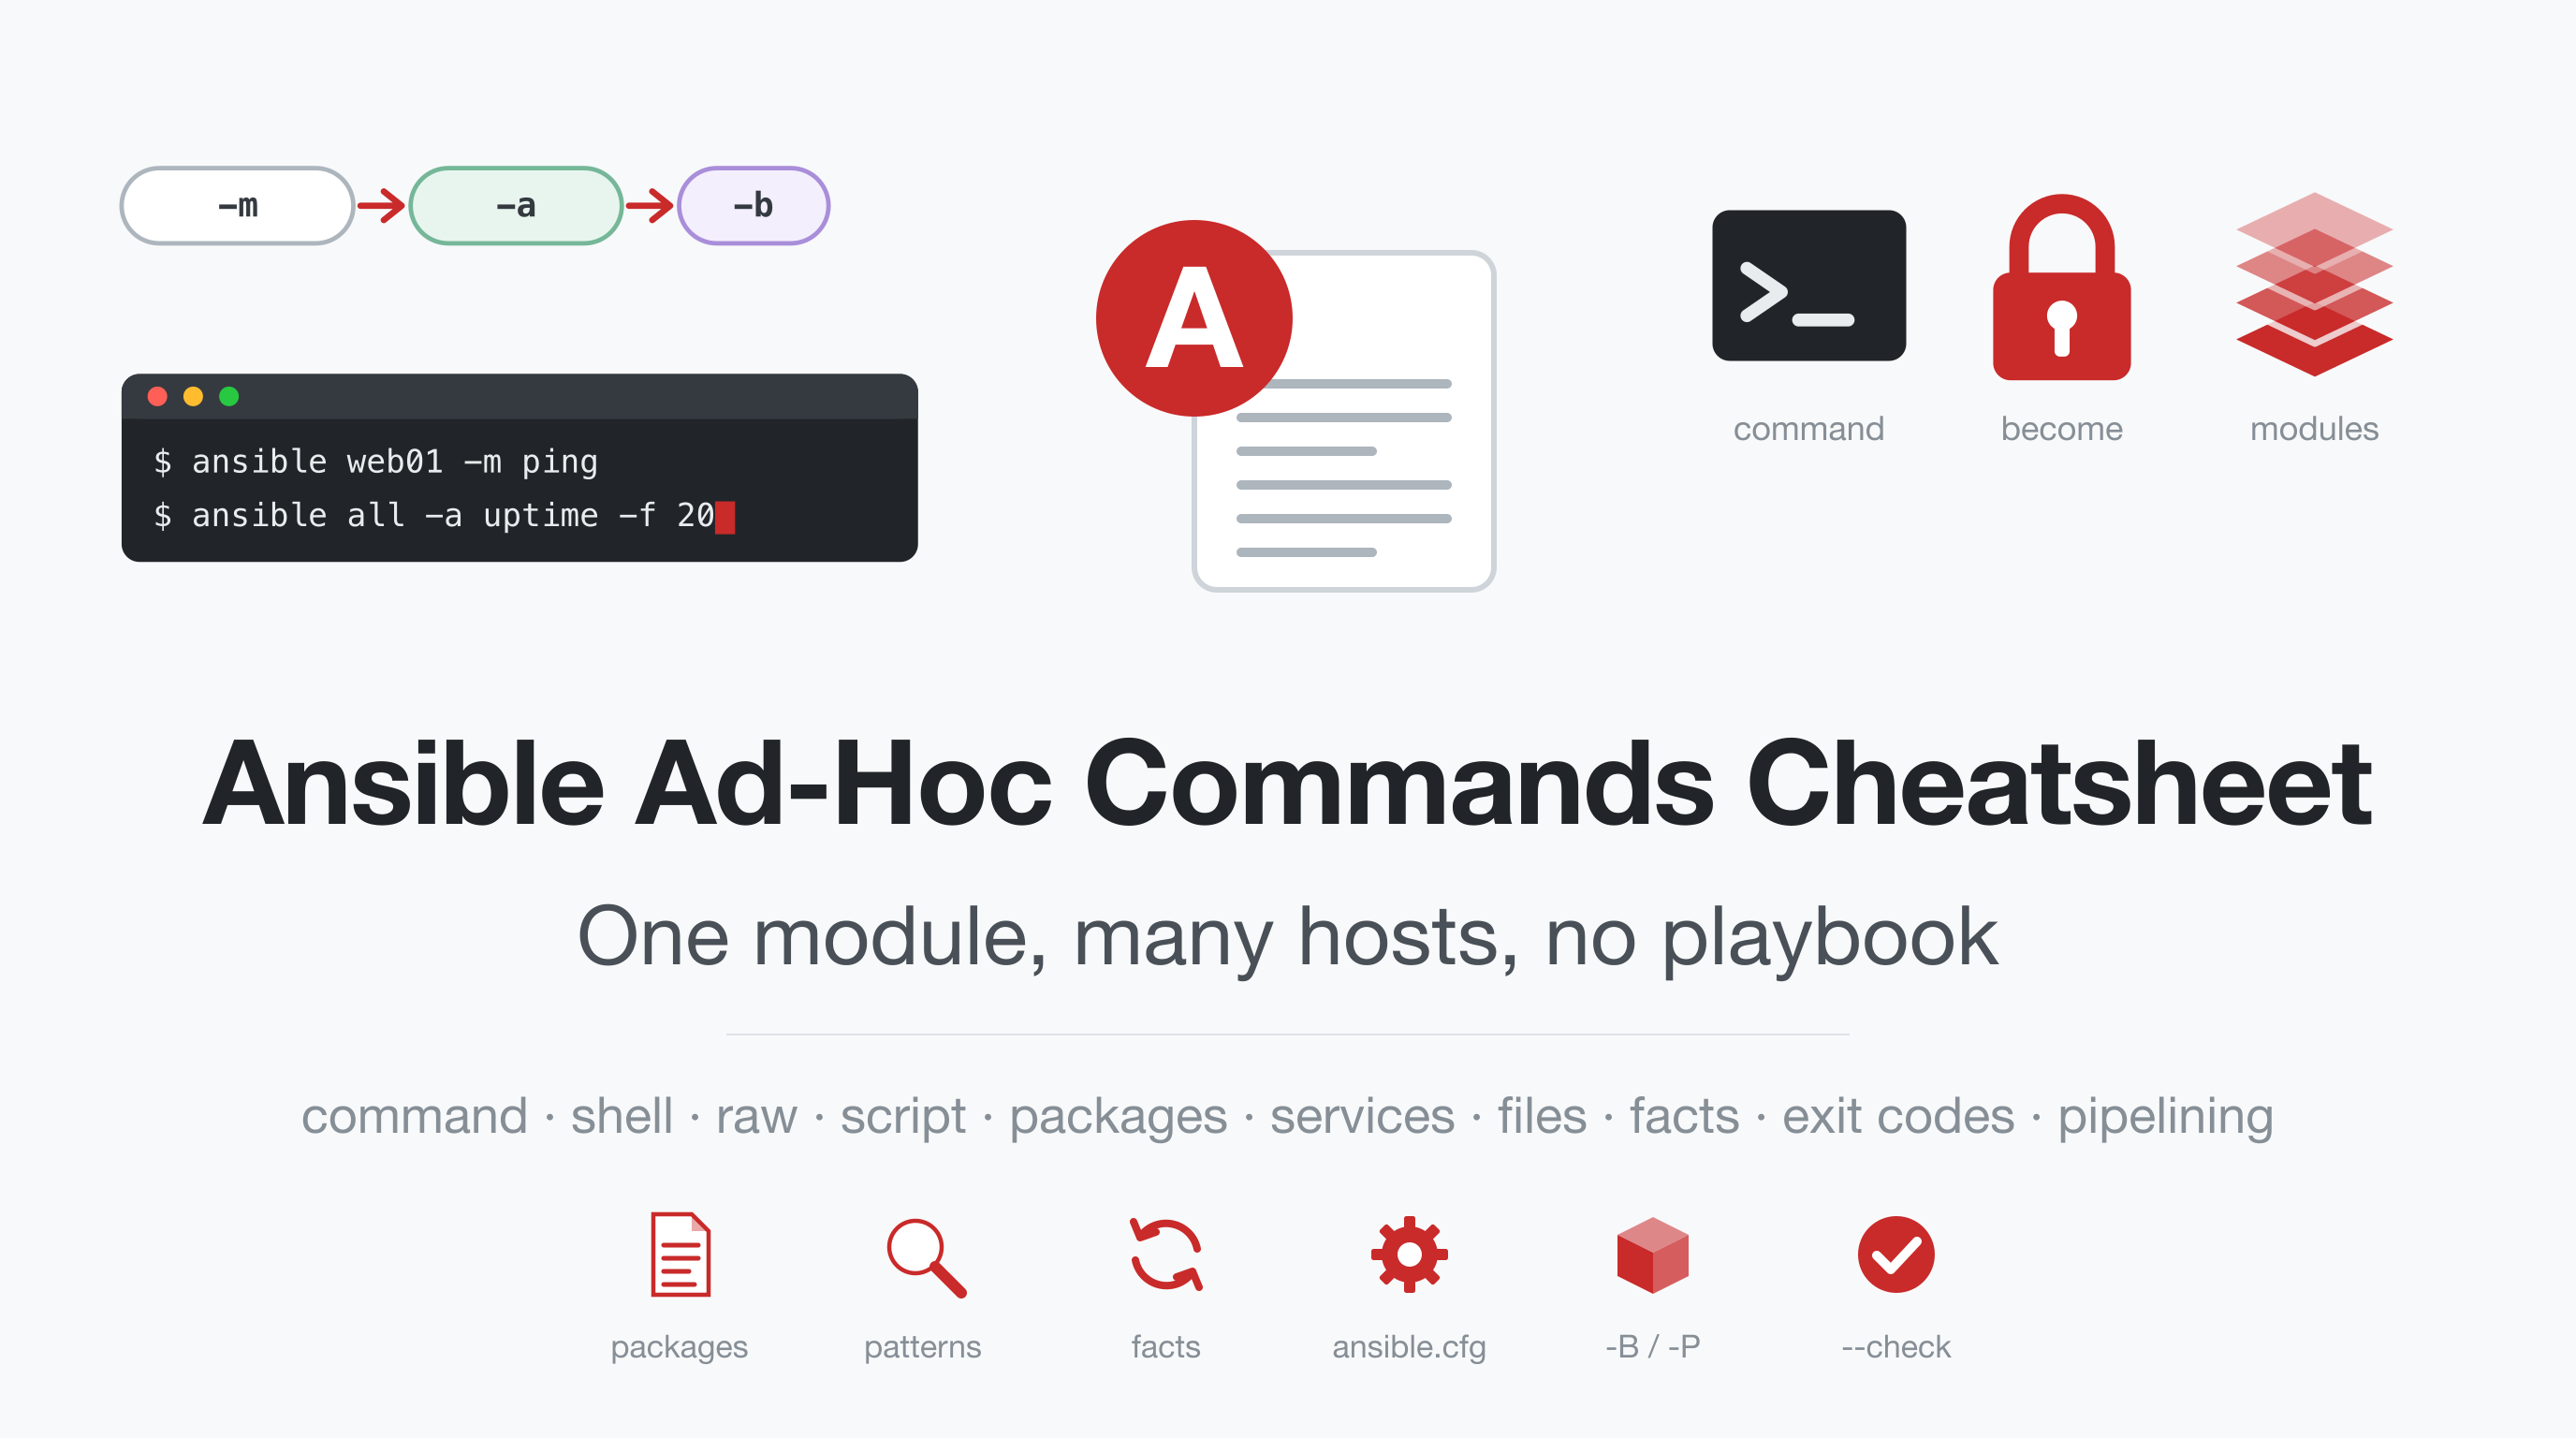 -m -a -b
$ ansible web01 -m ping
$ ansible all -a uptime -f 20
A
>_
command become modules
Ansible Ad-Hoc Commands Cheatsheet
One module, many hosts, no playbook
command · shell · raw · script · packages · services · files · facts · exit codes · pipelining
packages patterns facts ansible.cfg -B / -P --check